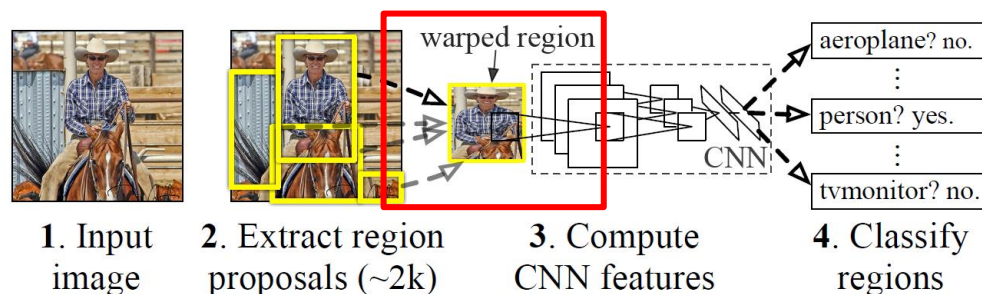 warped region
aeroplane? no.
person? yes.
CNN
tvmonitor? no.
1. Input
image
2. Extract region
proposals (~2k)
3. Compute
CNN features
4. Classify
regions